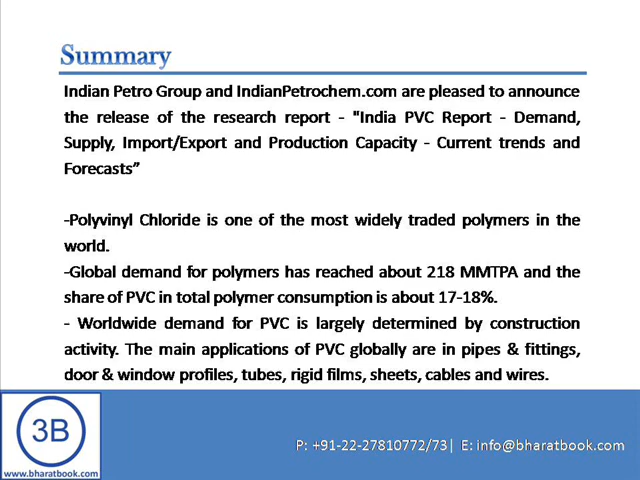 Summary
Indian Petro Group and IndianPetrochem.com are pleased to announce
the release of the research report - "India PVC Report - Demand,
Supply, Import/Export and Production Capacity - Current trends and
Forecasts”
-Polyvinyl Chloride is one of the most widely traded polymers in the
world.
-Global demand for polymers has reached about 218 MMTPA and the
share of PVC in total polymer consumption is about 17-18%.
- Worldwide demand for PVC is largely determined by construction
activity. The main applications of PVC globally are in pipes & fittings,
door & window profiles, tubes, rigid films, sheets, cables and wires.
3B
www.bharatbook.com
P: +91-22-27810772/73| E: info@bharatbook.com